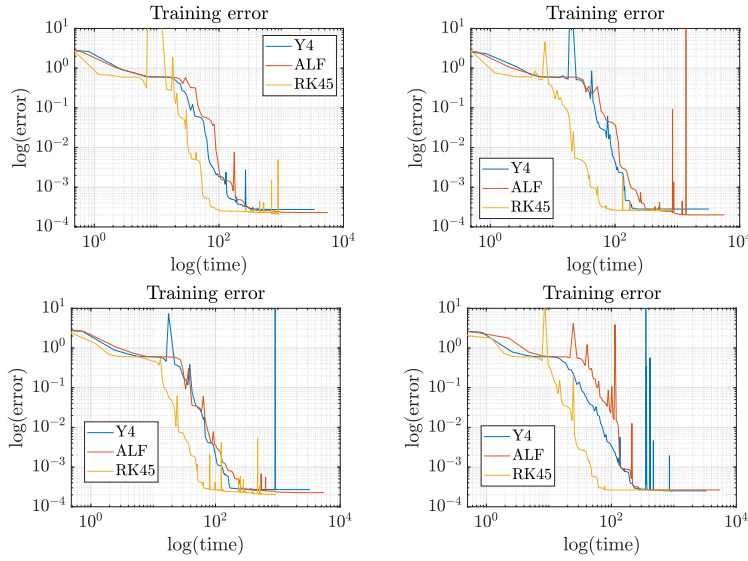 Training error
10^1
10^0
10^{-1}
10^{-2}
10^{-3}
10^{-4}
log(error)
Y4
ALF
RK45
10^0
10^2
10^4
log(time)
Training error
10^1
10^0
10^{-1}
10^{-2}
10^{-3}
10^{-4}
log(error)
Y4
ALF
RK45
10^0
10^2
10^4
log(time)
Training error
10^1
10^0
10^{-1}
10^{-2}
10^{-3}
10^{-4}
log(error)
Y4
ALF
RK45
10^0
10^2
10^4
log(time)
Training error
10^1
10^0
10^{-1}
10^{-2}
10^{-3}
10^{-4}
log(error)
Y4
ALF
RK45
10^0
10^2
10^4
log(time)